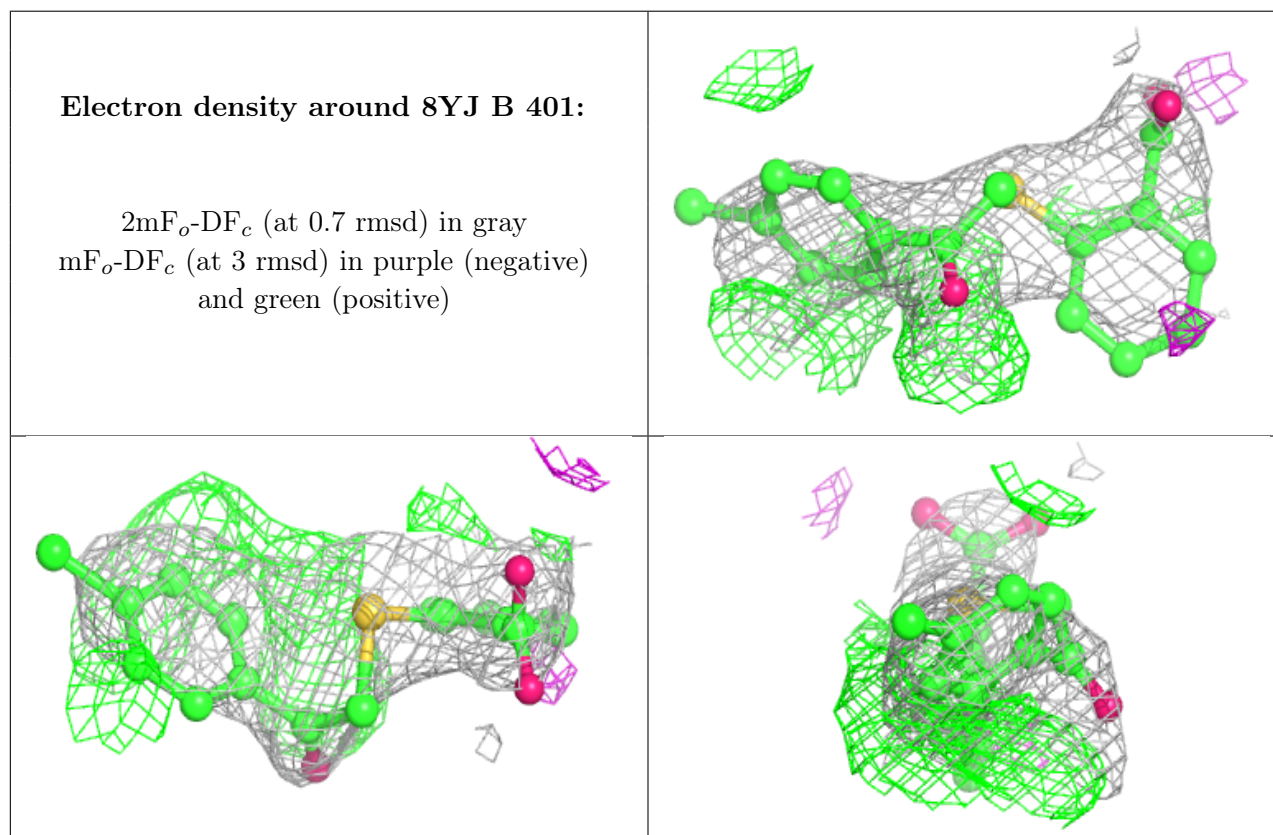 Electron density around 8YJ B 401:
2mFo-DFc (at 0.7 rmsd) in gray
mFo-DFc (at 3 rmsd) in purple (negative)
and green (positive)